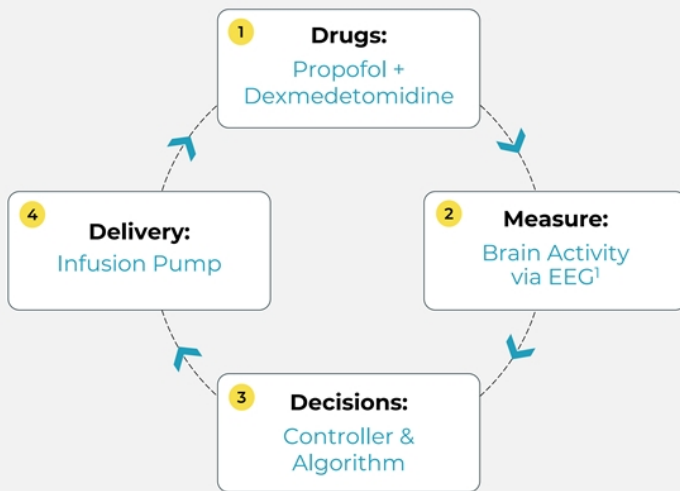 1
Drugs:
Propofol +
Dexmedetomidine
2
Measure:
Brain Activity
via EEG¹
3
Decisions:
Controller &
Algorithm
4
Delivery:
Infusion Pump